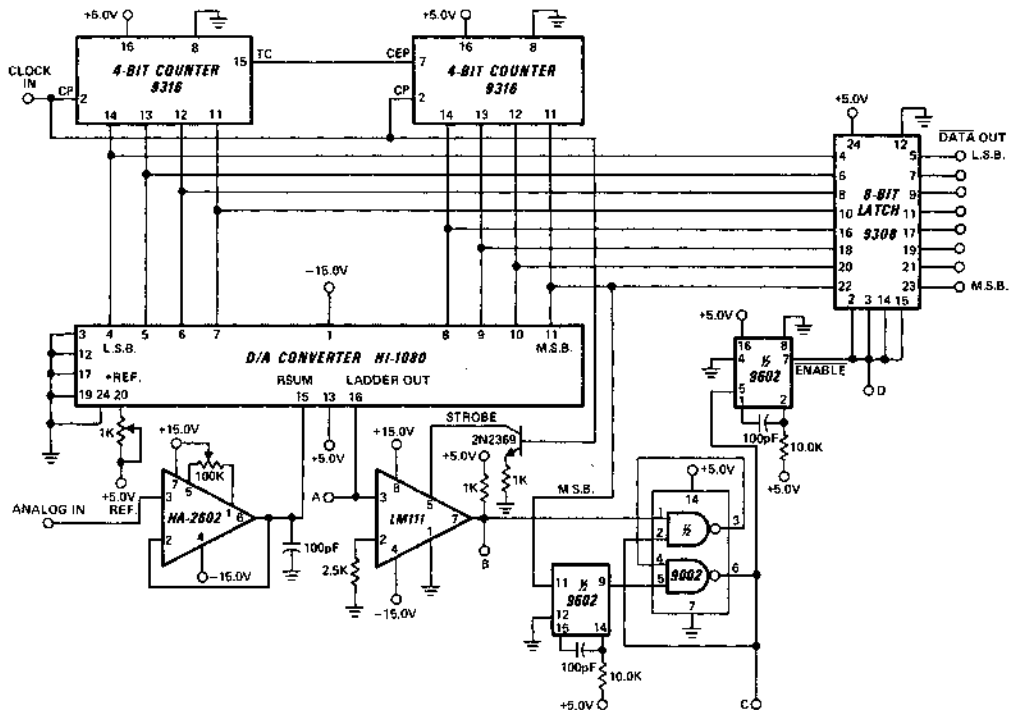 +5.0V
16
8
4-BIT COUNTER
9316
15
TC
CLOCK
IN
CP
2
14
13
12
11
+5.0V
16
8
CEP
7
4-BIT COUNTER
9316
CP
2
14
13
12
11
+5.0V
24
12
DATA OUT
4
5
L.S.B.
6
7
8
9
8-BIT
LATCH
9308
10
11
16
17
18
19
20
21
22
23
M.S.B.
2
3
14
15
-15.0V
3
4
5
6
7
1
8
9
10
11
L.S.B.
M.S.B.
12
D/A CONVERTER HI-1080
17
+REF.
RSUM
LADDER OUT
19
24
20
15
13
16
1K
+5.0V
REF.
+5.0V
+5.0V
16
8
4
½
9602
7
ENABLE
5
1
2
D
100pF
10.0K
+5.0V
STROBE
2N2369
+5.0V
1K
1K
M.S.B.
+15.0V
7
5
100K
1
ANALOG IN
3
HA-2602
6
2
4
-15.0V
100pF
+15.0V
8
5
A
3
LM111
7
2
4
1
2.5K
-15.0V
B
+5.0V
14
1
½
3
2
4
9002
6
5
7
11
½
9602
9
12
15
14
100pF
10.0K
+5.0V
C